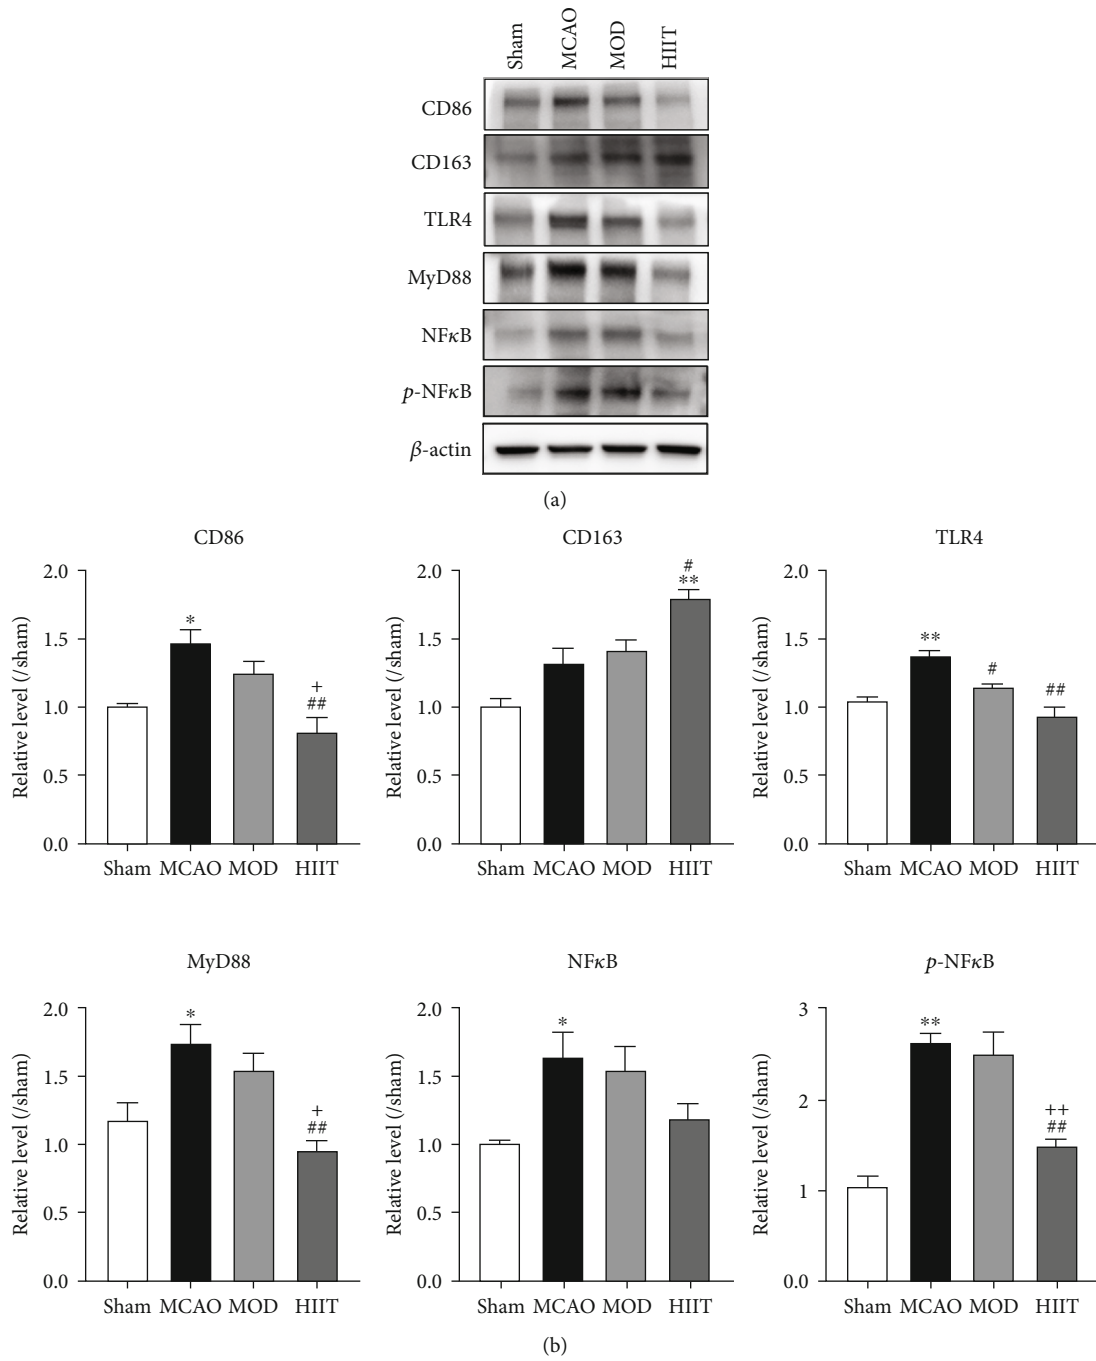 Sham MCAO MOD HIIT
CD86
CD163
TLR4
MyD88
NFκB
p-NFκB
β-actin
(a)
CD86
Relative level (/sham)
2.0
1.5
1.0
0.5
0.0
*
+
##
Sham MCAO MOD HIIT
CD163
Relative level (/sham)
2.0
1.5
1.0
0.5
0.0
#
**
Sham MCAO MOD HIIT
TLR4
Relative level (/sham)
2.0
1.5
1.0
0.5
0.0
**
#
##
Sham MCAO MOD HIIT
MyD88
Relative level (/sham)
2.0
1.5
1.0
0.5
0.0
*
+
##
Sham MCAO MOD HIIT
NFκB
Relative level (/sham)
2.0
1.5
1.0
0.5
0.0
*
Sham MCAO MOD HIIT
p-NFκB
Relative level (/sham)
3
2
1
0.0
**
++
##
Sham MCAO MOD HIIT
(b)